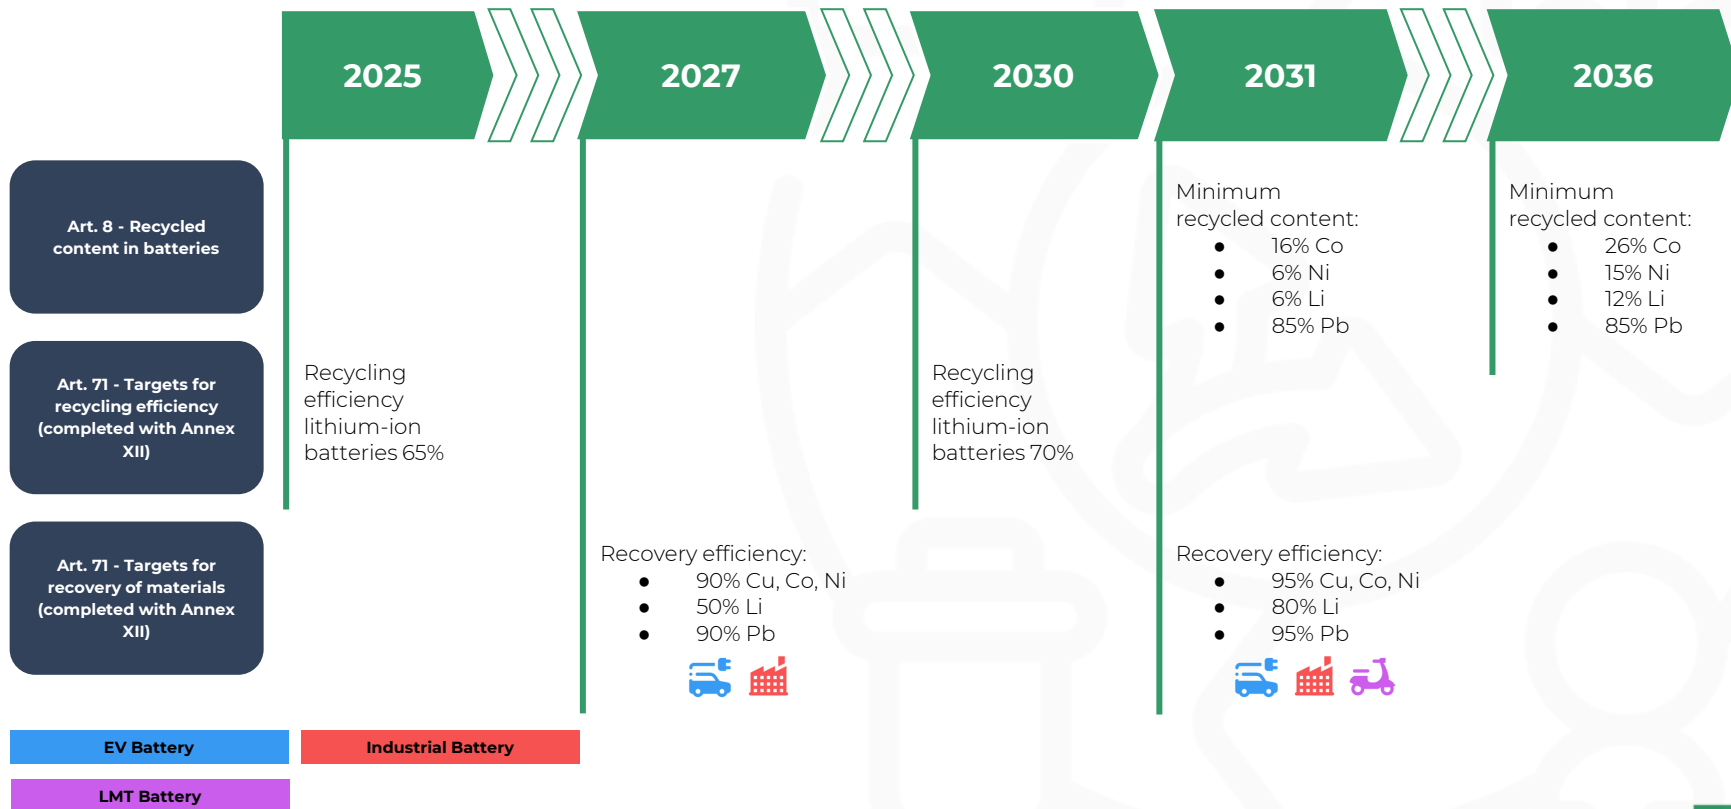 2025
2027
2030
2031
2036
Art. 8 - Recycled
content in batteries
Minimum
recycled content:
● 16% Co
● 6% Ni
● 6% Li
● 85% Pb
Minimum
recycled content:
● 26% Co
● 15% Ni
● 12% Li
● 85% Pb
Art. 71 - Targets for
recycling efficiency
(completed with Annex
XII)
Recycling
efficiency
lithium-ion
batteries 65%
Recycling
efficiency
lithium-ion
batteries 70%
Art. 71 - Targets for
recovery of materials
(completed with Annex
XII)
Recovery efficiency:
● 90% Cu, Co, Ni
● 50% Li
● 90% Pb
Recovery efficiency:
● 95% Cu, Co, Ni
● 80% Li
● 95% Pb
EV Battery
Industrial Battery
LMT Battery